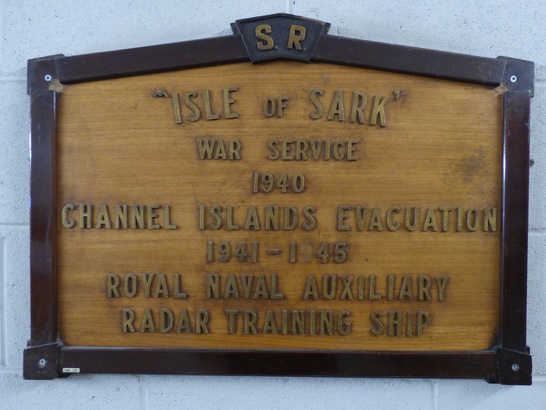 S.R.
"ISLE OF SARK"
WAR SERVICE
1940
CHANNEL ISLANDS EVACUATION
1941 - 1945
ROYAL NAVAL AUXILIARY
RADAR TRAINING SHIP